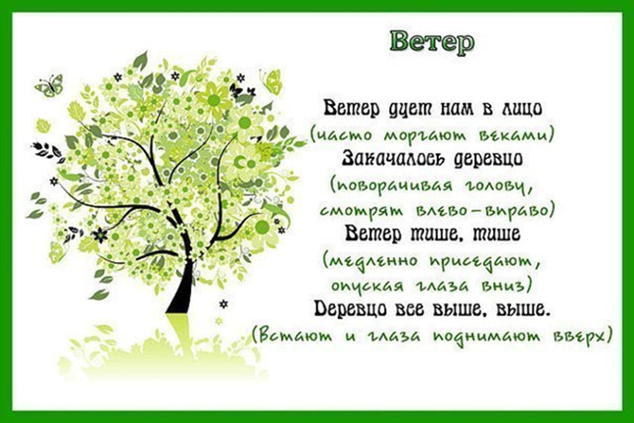 Ветер
Ветер дует нам в лицо
(часто моргают веками)
Закачалось деревцо
(поворачивая голову,
смотрят влево-вправо)
Ветер тише, тише
(медленно приседают,
опуская глаза вниз)
Деревцо все выше, выше.
(Встают и глаза поднимают вверх)